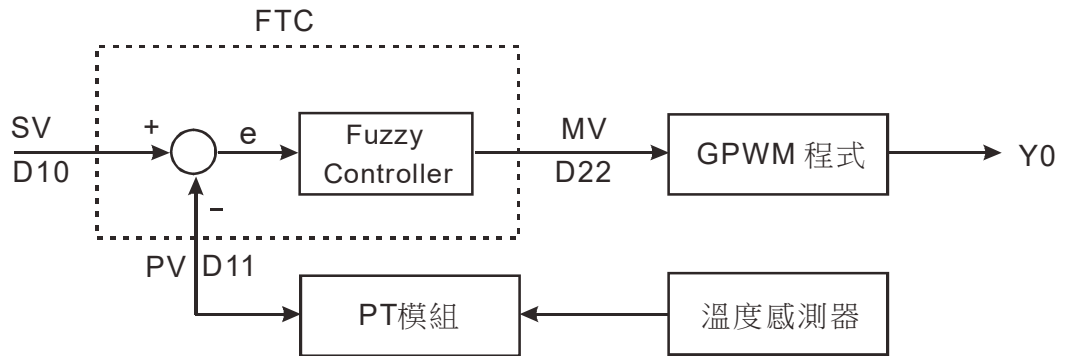 FTC
SV
D10
+
e
Fuzzy
Controller
MV
D22
GPWM 程式
Y0
−
PV
D11
PT模組
溫度感測器